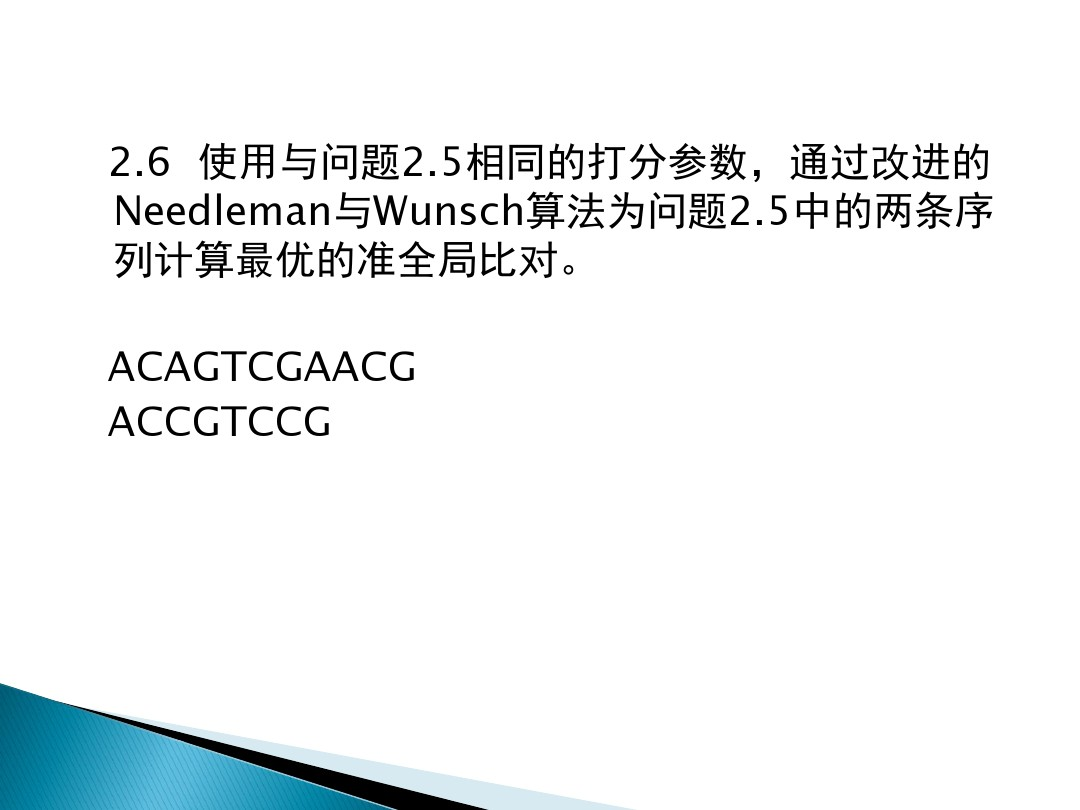 2.6 使用与问题2.5相同的打分参数，通过改进的
Needleman与Wunsch算法为问题2.5中的两条序
列计算最优的准全局比对。
ACAGTCGAACG
ACCGTCCG